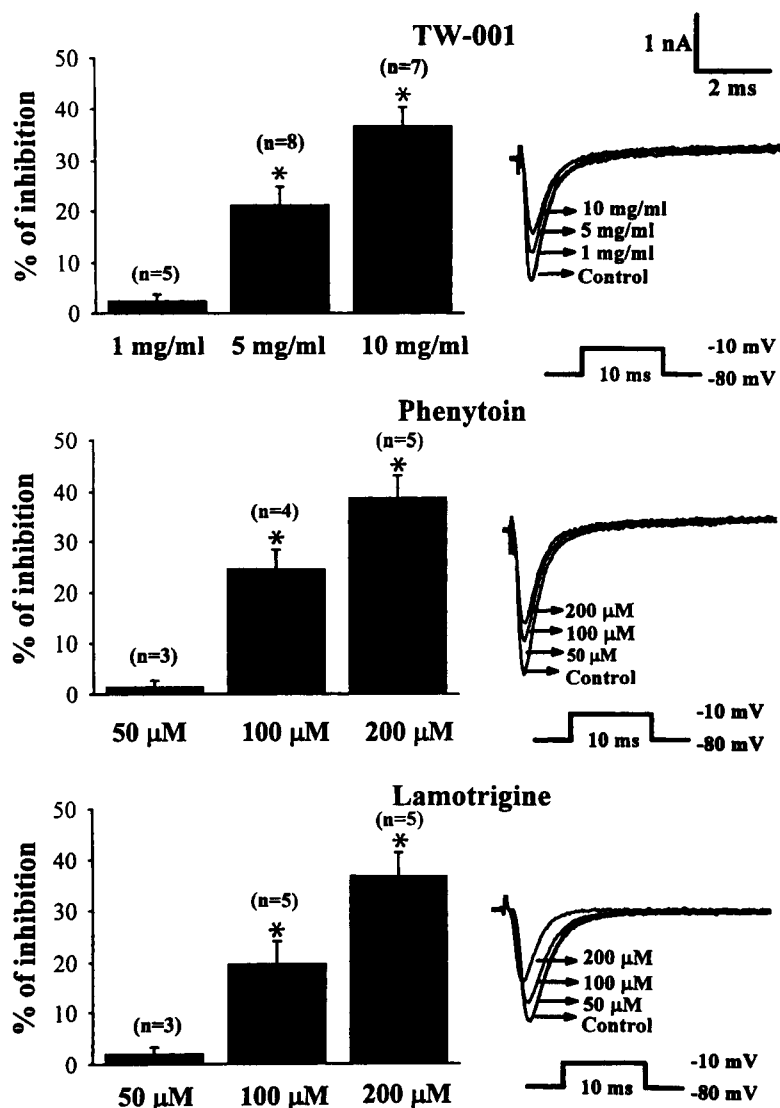 TW-001
1 nA
2 ms
% of inhibition
50
40
30
20
10
0
(n=5)
(n=8)
*
(n=7)
*
1 mg/ml
5 mg/ml
10 mg/ml
10 mg/ml
5 mg/ml
1 mg/ml
Control
-10 mV
10 ms
-80 mV
Phenytoin
% of inhibition
50
40
30
20
10
0
(n=3)
(n=4)
*
(n=5)
*
50 μM
100 μM
200 μM
200 μM
100 μM
50 μM
Control
-10 mV
10 ms
-80 mV
Lamotrigine
% of inhibition
50
40
30
20
10
0
(n=3)
(n=5)
*
(n=5)
*
50 μM
100 μM
200 μM
200 μM
100 μM
50 μM
Control
-10 mV
10 ms
-80 mV